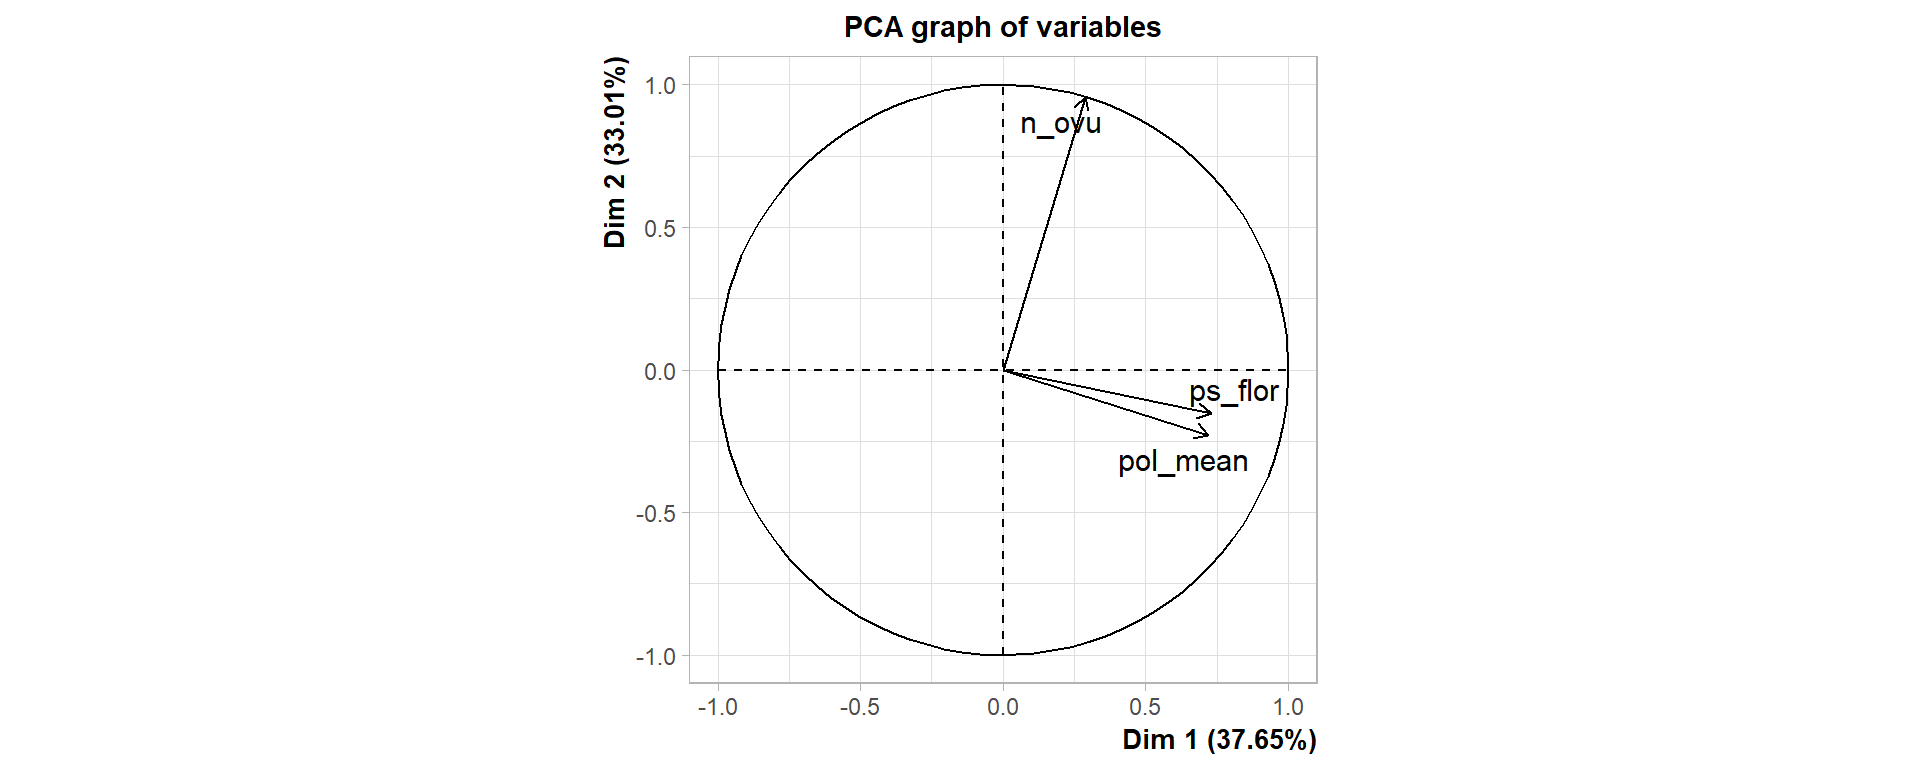 PCA graph of variables
Dim 2 (33.01%)
1.0
0.5
0.0
-0.5
-1.0
n_ovu
ps_flor
pol_mean
-1.0 -0.5 0.0 0.5 1.0
Dim 1 (37.65%)